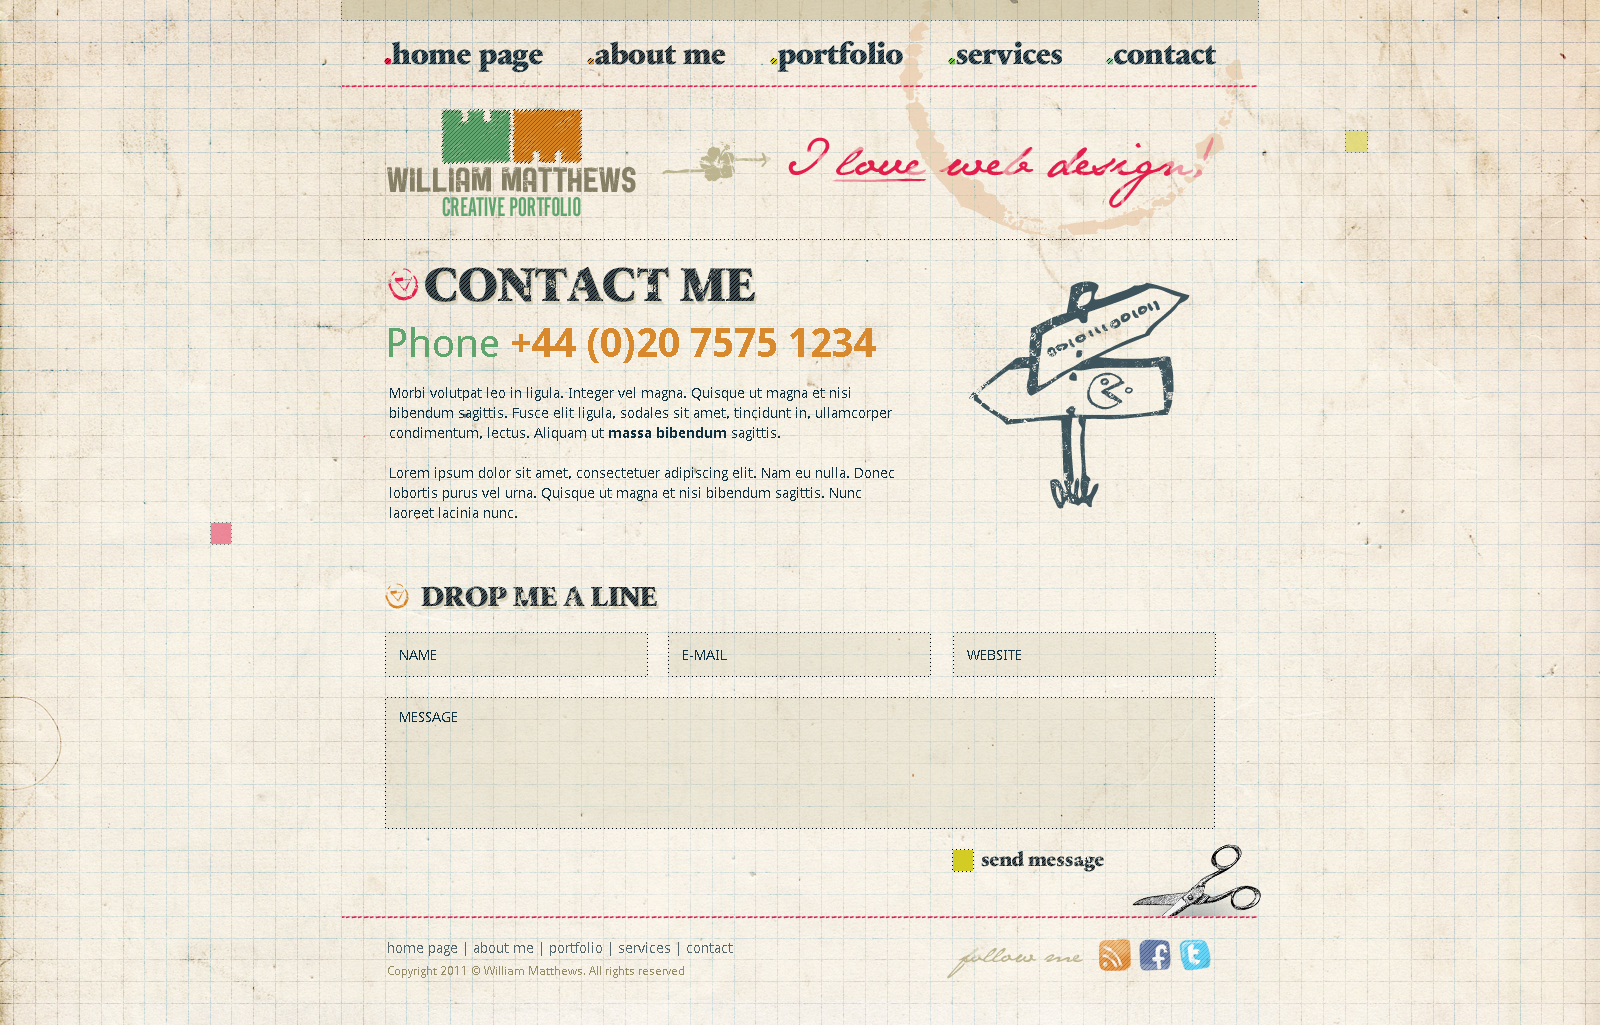 home page
about me
portfolio
services
contact
WILLIAM MATTHEWS
CREATIVE PORTFOLIO
I love web design!
CONTACT ME
Phone +44 (0)20 7575 1234
Morbi volutpat leo in ligula. Integer vel magna. Quisque ut magna et nisi
bibendum sagittis. Fusce elit ligula, sodales sit amet, tincidunt in, ullamcorper
condimentum, lectus. Aliquam ut massa bibendum sagittis.
Lorem ipsum dolor sit amet, consectetuer adipiscing elit. Nam eu nulla. Donec
lobortis purus vel urna. Quisque ut magna et nisi bibendum sagittis. Nunc
laoreet lacinia nunc.
DROP ME A LINE
NAME
E-MAIL
WEBSITE
MESSAGE
send message
home page | about me | portfolio | services | contact
Copyright 2011 © William Matthews. All rights reserved
follow me